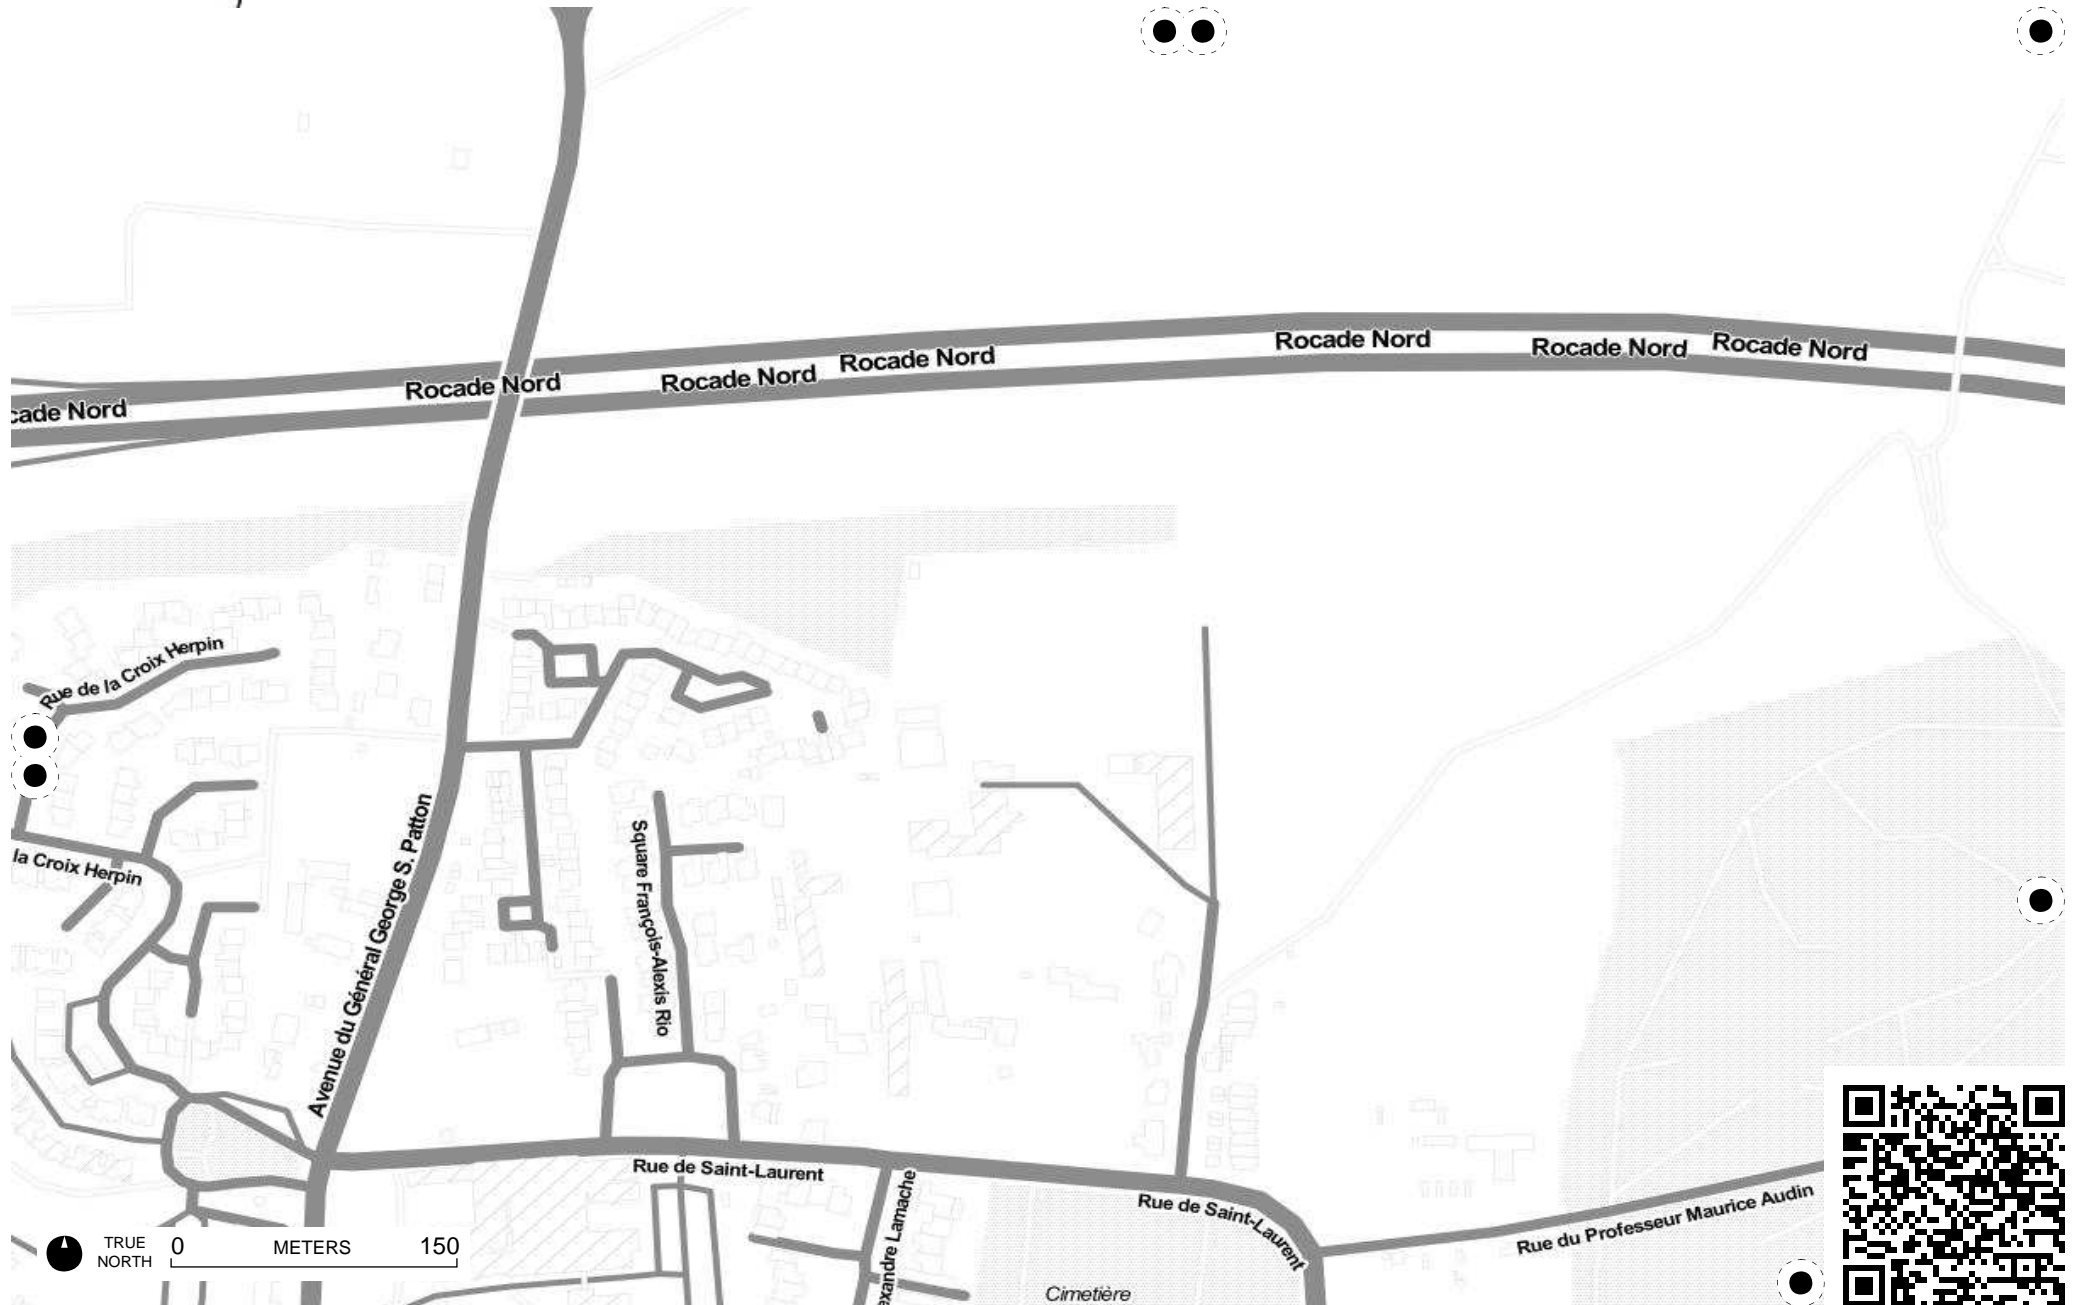 Rocade Nord
Rocade Nord
Rocade Nord
Rocade Nord
Rocade Nord
Rocade Nord
cade Nord
Rue de la Croix Herpin
la Croix Herpin
Avenue du Général George S. Patton
Square François-Alexis Rio
Rue de Saint-Laurent
exandre Lamache
Rue de Saint-Laurent
Rue du Professeur Maurice Audin
TRUE
NORTH
0 METERS 150
Cimetière